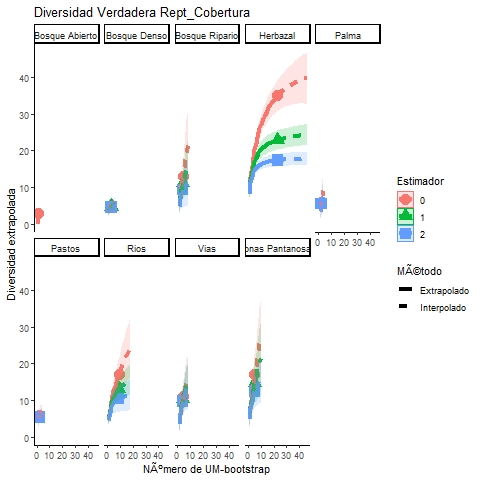 Diversidad Verdadera Rept_Cobertura
Bosque Abierto Bosque Denso Bosque Ripario Herbazal Palma
40
30
20
10
0
0 10 20 30 40
Pastos Rios Vias onas Pantanosa
40
30
20
10
0
0 10 20 30 40 0 10 20 30 40 0 10 20 30 40 0 10 20 30 40
Diversidad extrapolada
NÃºmero de UM-bootstrap
Estimador
0
1
2
MÃ©todo
Extrapolado
Interpolado